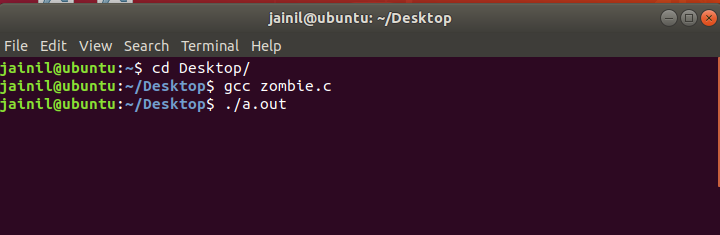 jainil@ubuntu: ~/Desktop
File Edit View Search Terminal Help
jainil@ubuntu:~$ cd Desktop/
jainil@ubuntu:~/Desktop$ gcc zombie.c
jainil@ubuntu:~/Desktop$ ./a.out